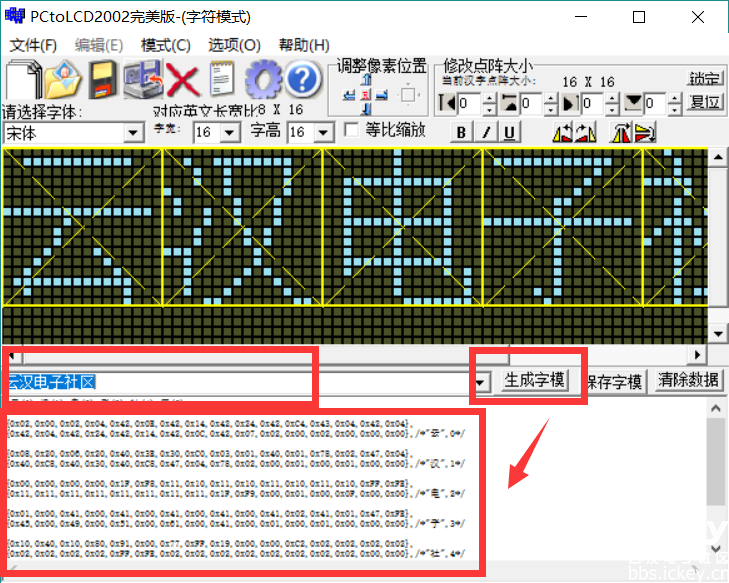 PCtoLCD2002完美版-(字符模式)
文件(F) 编辑(E) 模式(C) 选项(O) 帮助(H)
调整像素位置
修改点阵大小
当前汉字点阵大小: 16 X 16
锁定
0 0 0 0 复位
请选择字体: 对应英文长宽比8 X 16
宋体 字宽: 16 字高 16 等比缩放 B I U
云汉电子社区 生成字模 保存字模 清除数据
{0x02,0x00,0x02,0x04,0x42,0x0E,0x42,0x14,0x42,0x24,0x42,0xC4,0x43,0x04,0x42,0x04},
{0x42,0x04,0x42,0x24,0x42,0x14,0x42,0x0C,0x42,0x07,0x02,0x00,0x02,0x00,0x00,0x00},/*"云",0*/
{0x08,0x20,0x06,0x20,0x40,0x3E,0x30,0xC0,0x03,0x01,0x40,0x01,0x78,0x02,0x47,0x04},
{0x40,0xC8,0x40,0x30,0x40,0xC8,0x47,0x04,0x78,0x02,0x00,0x01,0x00,0x01,0x00,0x00},/*"汉",1*/
{0x00,0x00,0x00,0x00,0x1F,0xF8,0x11,0x10,0x11,0x10,0x11,0x10,0x11,0x10,0xFF,0xFE},
{0x11,0x11,0x11,0x11,0x11,0x11,0x11,0x11,0x1F,0xF9,0x00,0x01,0x00,0x0F,0x00,0x00},/*"电",2*/
{0x01,0x00,0x41,0x00,0x41,0x00,0x41,0x00,0x41,0x00,0x41,0x02,0x41,0x01,0x47,0xFE},
{0x45,0x00,0x49,0x00,0x51,0x00,0x61,0x00,0x41,0x00,0x01,0x00,0x01,0x00,0x00,0x00},/*"子",3*/
{0x10,0x40,0x10,0x80,0x91,0x00,0x77,0xFF,0x19,0x00,0x00,0xC2,0x02,0x02,0x02,0x02},
{0x02,0x02,0x02,0x02,0xFF,0xFE,0x02,0x02,0x02,0x02,0x02,0x02,0x02,0x02,0x00,0x00},/*"社",4*/
bbs.ickey.cn